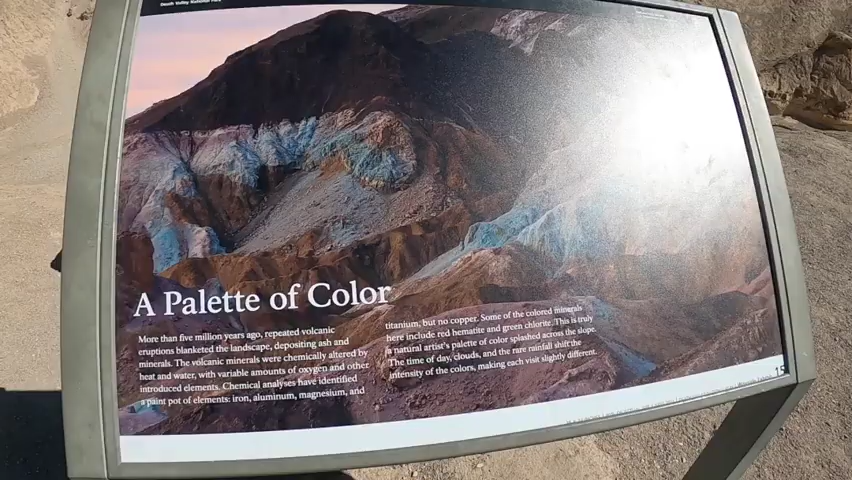 Death Valley National Park
A Palette of Color
More than five million years ago, repeated volcanic
eruptions blanketed the landscape, depositing ash and
minerals. The volcanic minerals were chemically altered by
heat and water, with variable amounts of oxygen and other
introduced elements. Chemical analyses have identified
a paint pot of elements: iron, aluminum, magnesium, and
titanium, but no copper. Some of the colored minerals
here include red hematite and green chlorite. This is truly
a natural artist's palette of color splashed across the slope.
The time of day, clouds, and the rare rainfall shift the
intensity of the colors, making each visit slightly different.
15